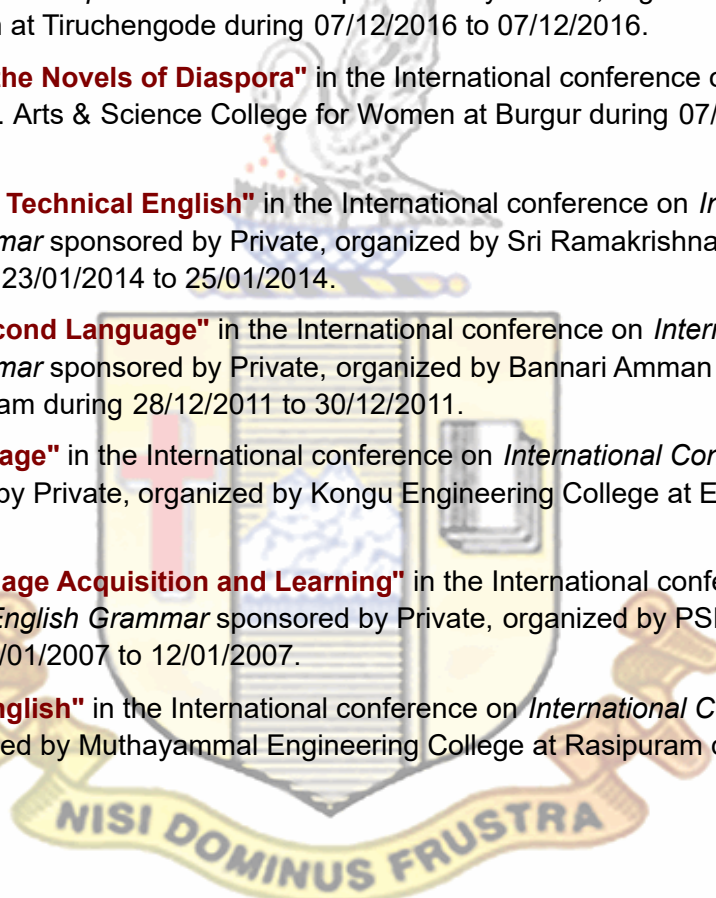 at Tiruchengode during 07/12/2016 to 07/12/2016.
the Novels of Diaspora" in the International conference
. Arts & Science College for Women at Burgur during 07/
Technical English" in the International conference on In
mar sponsored by Private, organized by Sri Ramakrishna
23/01/2014 to 25/01/2014.
cond Language" in the International conference on Intern
mar sponsored by Private, organized by Bannari Amman
am during 28/12/2011 to 30/12/2011.
age" in the International conference on International Con
by Private, organized by Kongu Engineering College at E
age Acquisition and Learning" in the International confe
English Grammar sponsored by Private, organized by PS
/01/2007 to 12/01/2007.
nglish" in the International conference on International C
ed by Muthayammal Engineering College at Rasipuram
NISI DOMINUS FRUSTRA